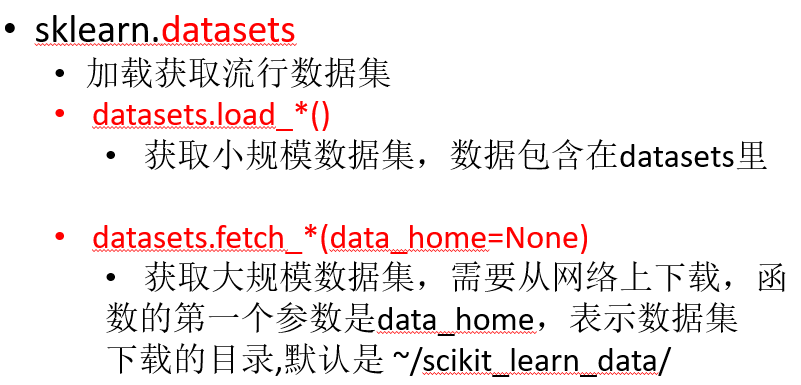 • sklearn.datasets
• 加载获取流行数据集
• datasets.load_*()
• 获取小规模数据集，数据包含在datasets里
• datasets.fetch_*(data_home=None)
• 获取大规模数据集，需要从网络上下载，函
数的第一个参数是data_home，表示数据集
下载的目录,默认是 ~/scikit_learn_data/